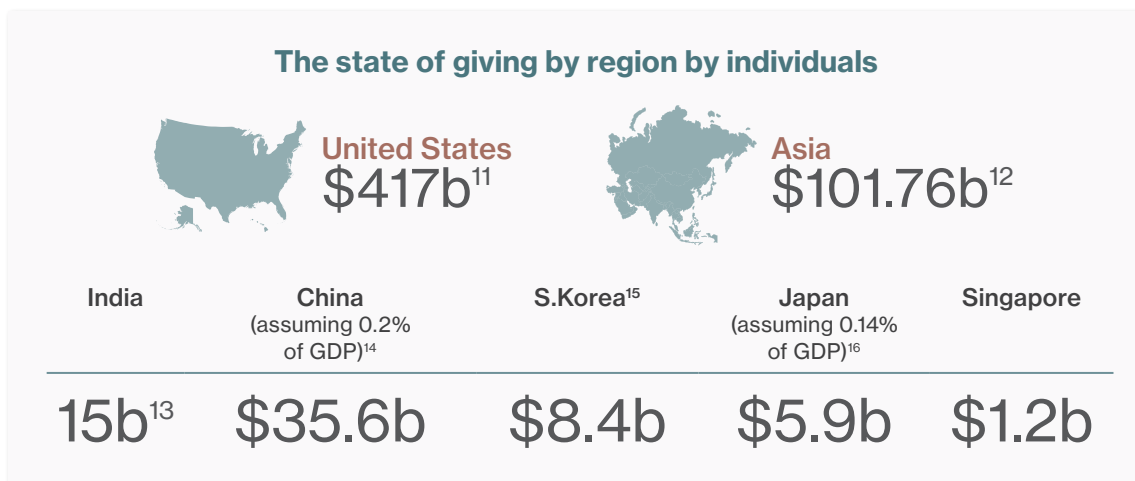 The state of giving by region by individuals
United States
$417b11
Asia
$101.76b12
India
China
(assuming 0.2%
of GDP)14
S.Korea15
Japan
(assuming 0.14%
of GDP)16
Singapore
15b13
$35.6b
$8.4b
$5.9b
$1.2b